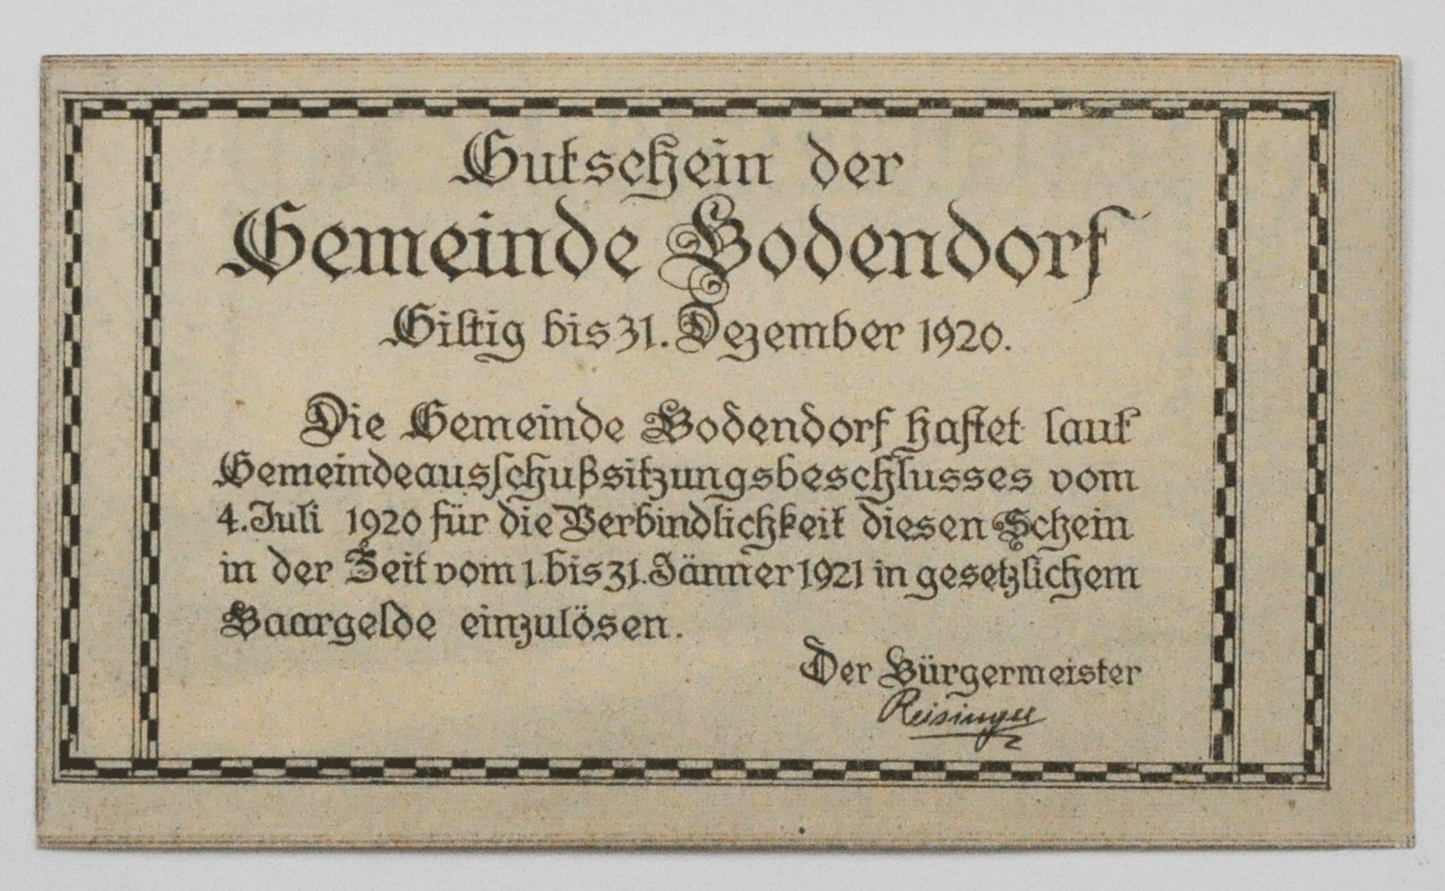 Gutschein der
Gemeinde Bodendorf
Giltig bis 31. Dezember 1920.
Die Gemeinde Bodendorf haftet laut
Gemeindeausschußsitzungsbeschlusses vom
4. Juli 1920 für die Verbindlichkeit diesen Schein
in der Zeit vom 1. bis 31. Jänner 1921 in gesetzlichem
Baargelde einzulösen.
Der Bürgermeister
Reisinger